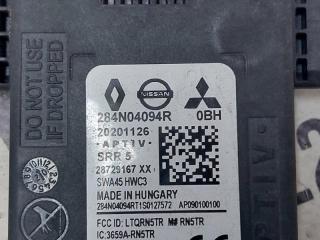 DO NOT USE
IF DROPPED
NISSAN
284N04094R 0BH
20201126
·APTIV·
SRR 5
28729167 XX
SWA45 HWC3
MADE IN HUNGARY
284N04094RT1S0127572 AP090100100
FCC ID: LTQRN5TR M# RN5TR
IC:3659A-RN5TR
APTIV